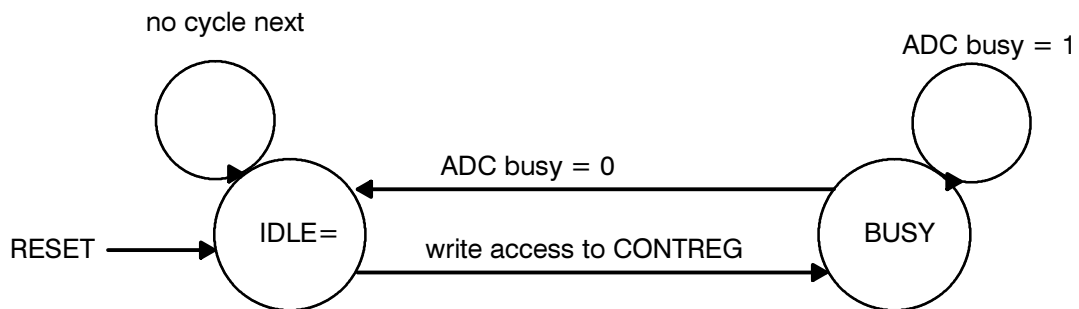 no cycle next
ADC busy = 1
ADC busy = 0
IDLE=
BUSY
RESET
write access to CONTREG